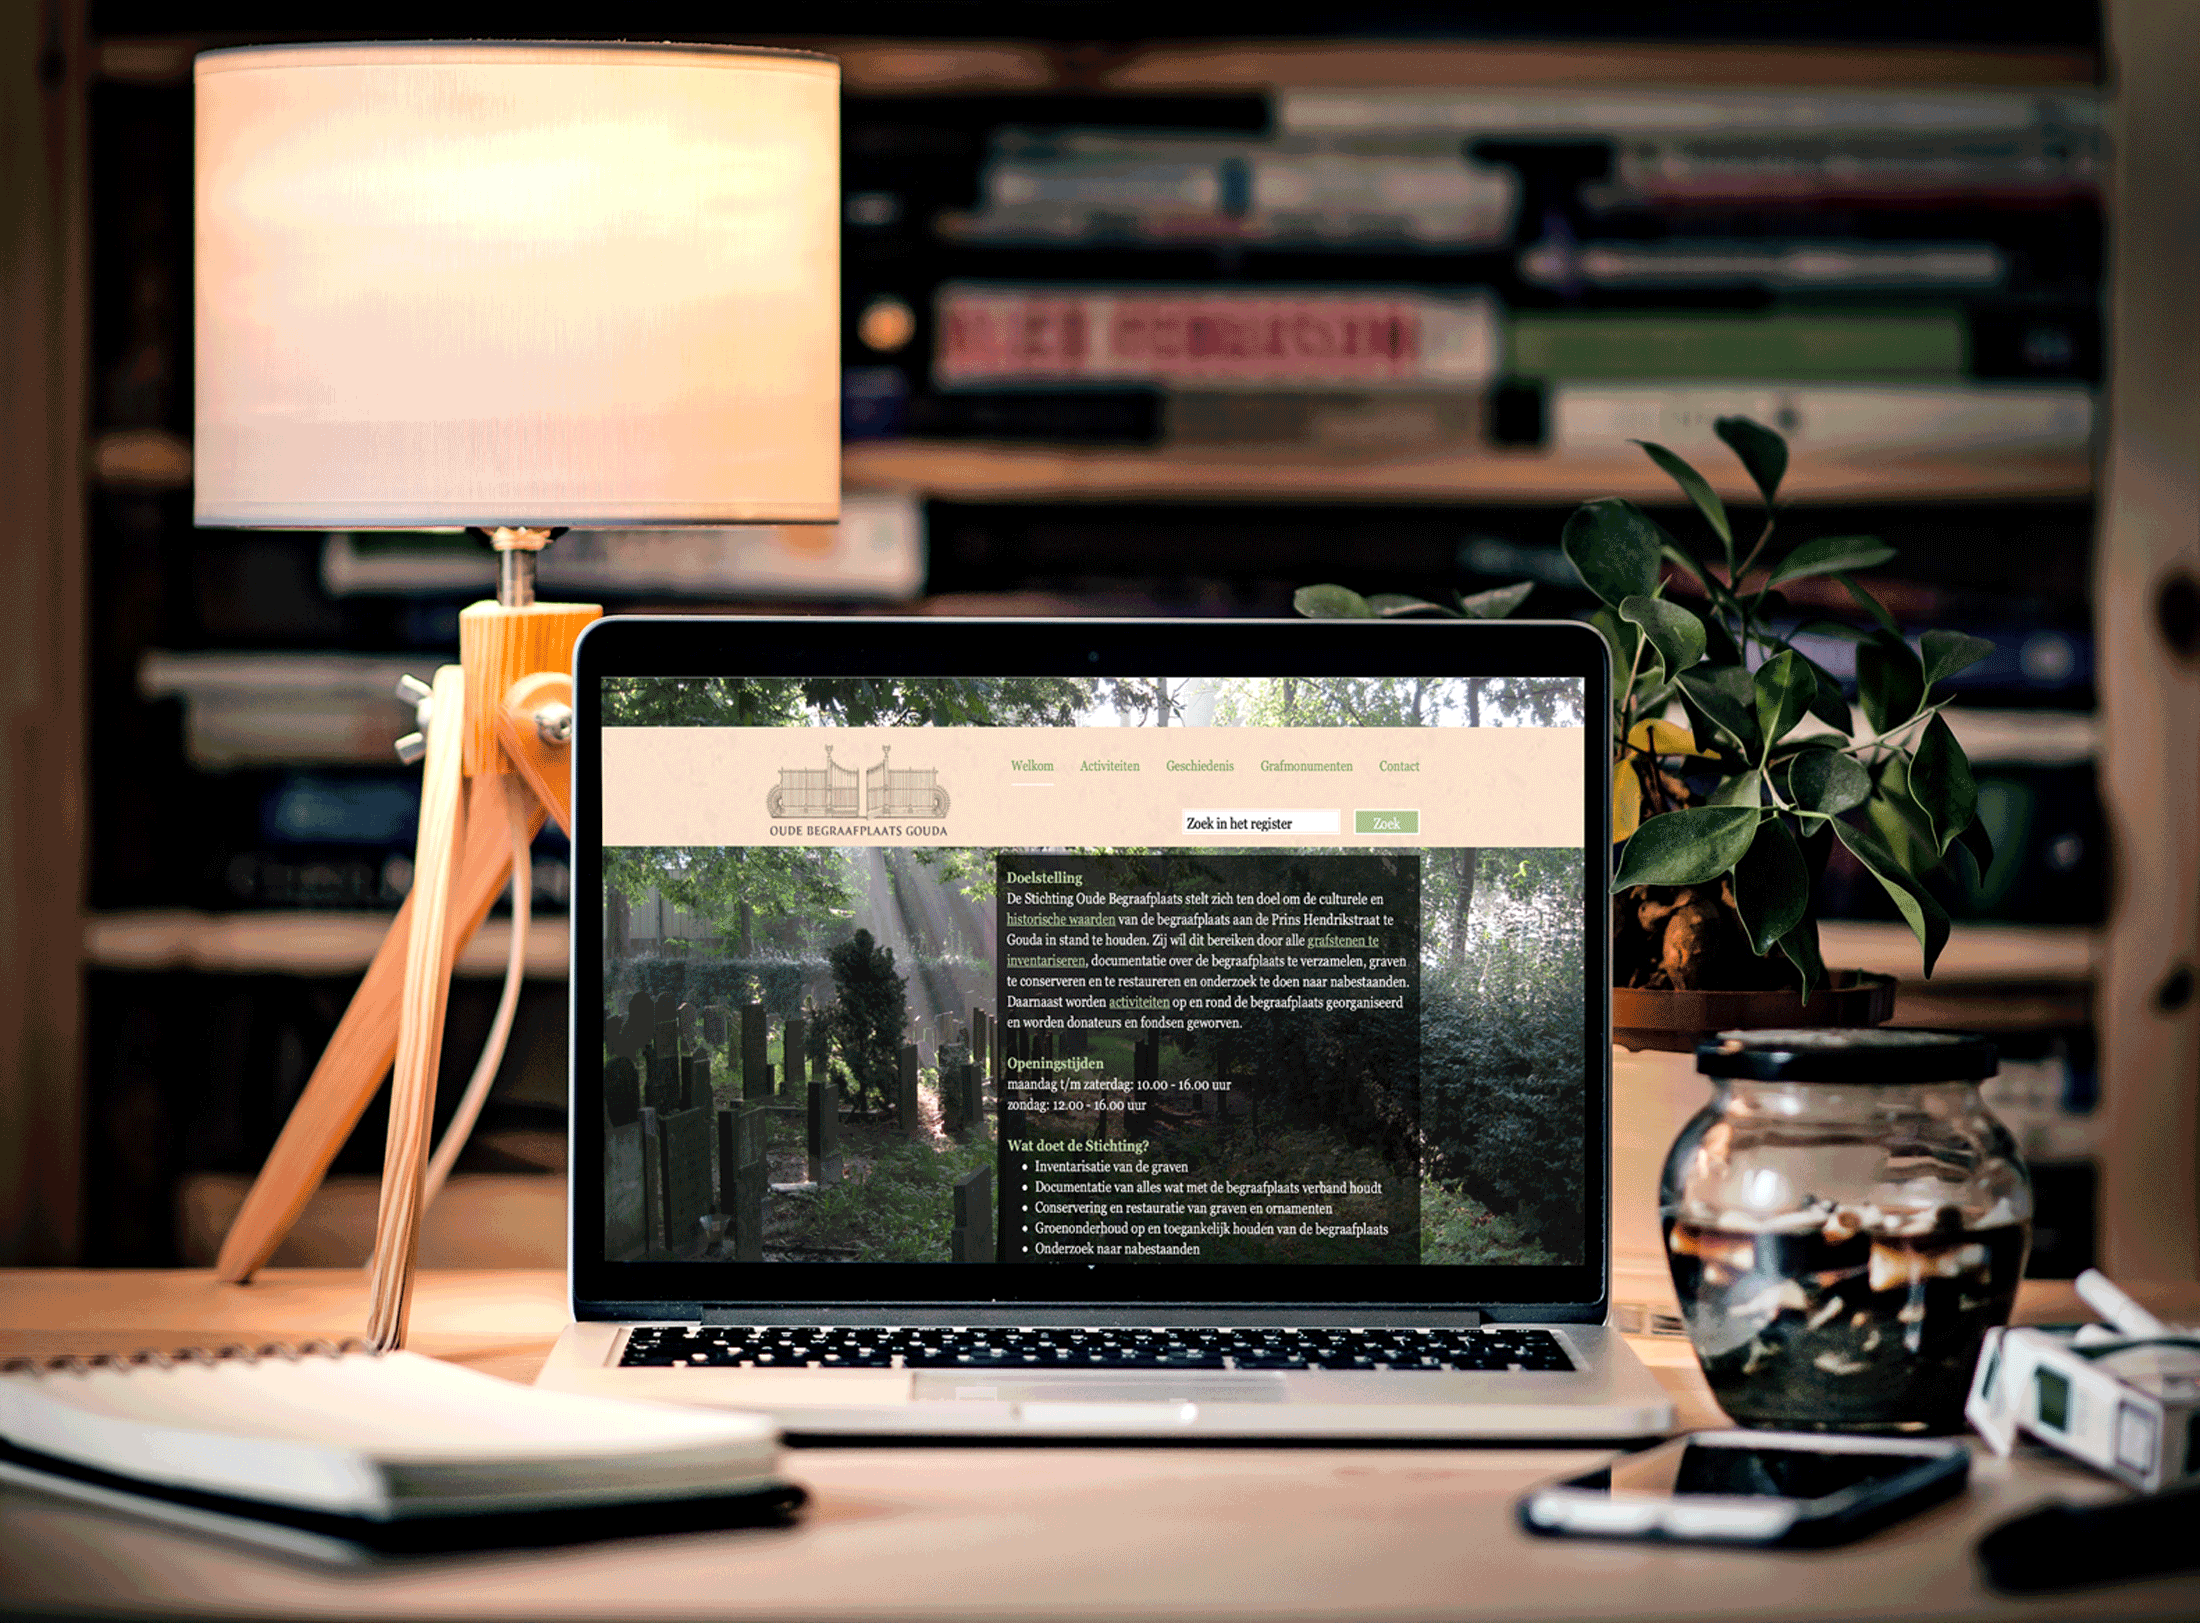 Welkom Activiteiten Geschiedenis Grafmonumenten Contact
OUDE BEGRAAFPLAATS GOUDA
Zoek in het register Zoek
Doelstelling
De Stichting Oude Begraafplaats stelt zich ten doel om de culturele en
historische waarden van de begraafplaats aan de Prins Hendrikstraat te
Gouda in stand te houden. Zij wil dit bereiken door alle grafstenen te
inventariseren, documentatie over de begraafplaats te verzamelen, graven
te conserveren en te restaureren en onderzoek te doen naar nabestaanden.
Daarnaast worden activiteiten op en rond de begraafplaats georganiseerd
en worden donateurs en fondsen geworven.
Openingstijden
maandag t/m zaterdag: 10.00 - 16.00 uur
zondag: 12.00 - 16.00 uur
Wat doet de Stichting?
• Inventarisatie van de graven
• Documentatie van alles wat met de begraafplaats verband houdt
• Conservering en restauratie van graven en ornamenten
• Groenonderhoud op en toegankelijk houden van de begraafplaats
• Onderzoek naar nabestaanden